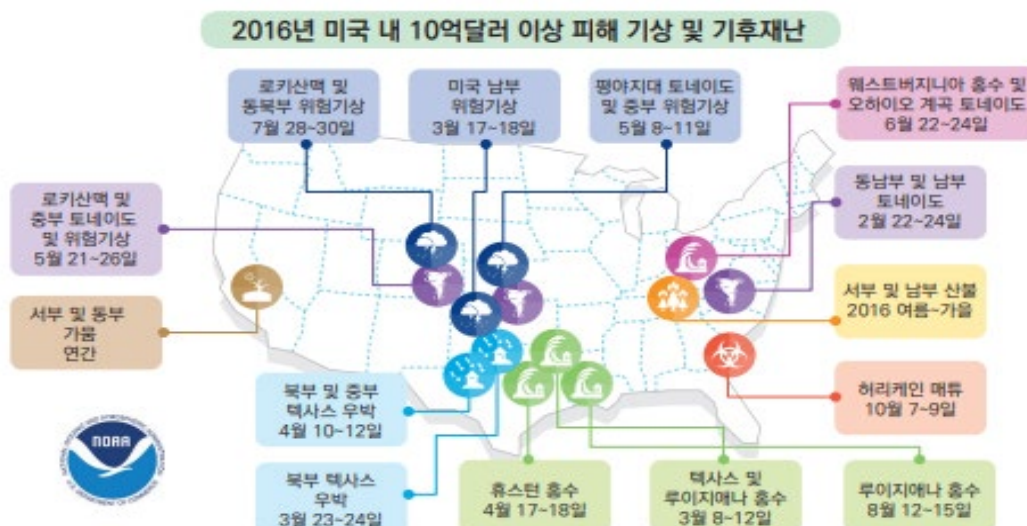 2016년 미국 내 10억달러 이상 피해 기상 및 기후재난
로키산맥 및
동북부 위험기상
7월 28~30일
미국 남부
위험기상
3월 17~18일
평야지대 토네이도
및 중부 위험기상
5월 8~11일
웨스트버지니아 홍수 및
오하이오 계곡 토네이도
6월 22~24일
로키산맥 및
중부 토네이도
및 위험기상
5월 21~26일
동남부 및 남부
토네이도
2월 22~24일
서부 및 동부
가뭄
연간
서부 및 남부 산불
2016 여름~가을
북부 및 중부
텍사스 우박
4월 10~12일
허리케인 매튜
10월 7~9일
북부 텍사스
우박
3월 23~24일
휴스턴 홍수
4월 17~18일
텍사스 및
루이지애나 홍수
3월 8~12일
루이지애나 홍수
8월 12~15일
NOAA